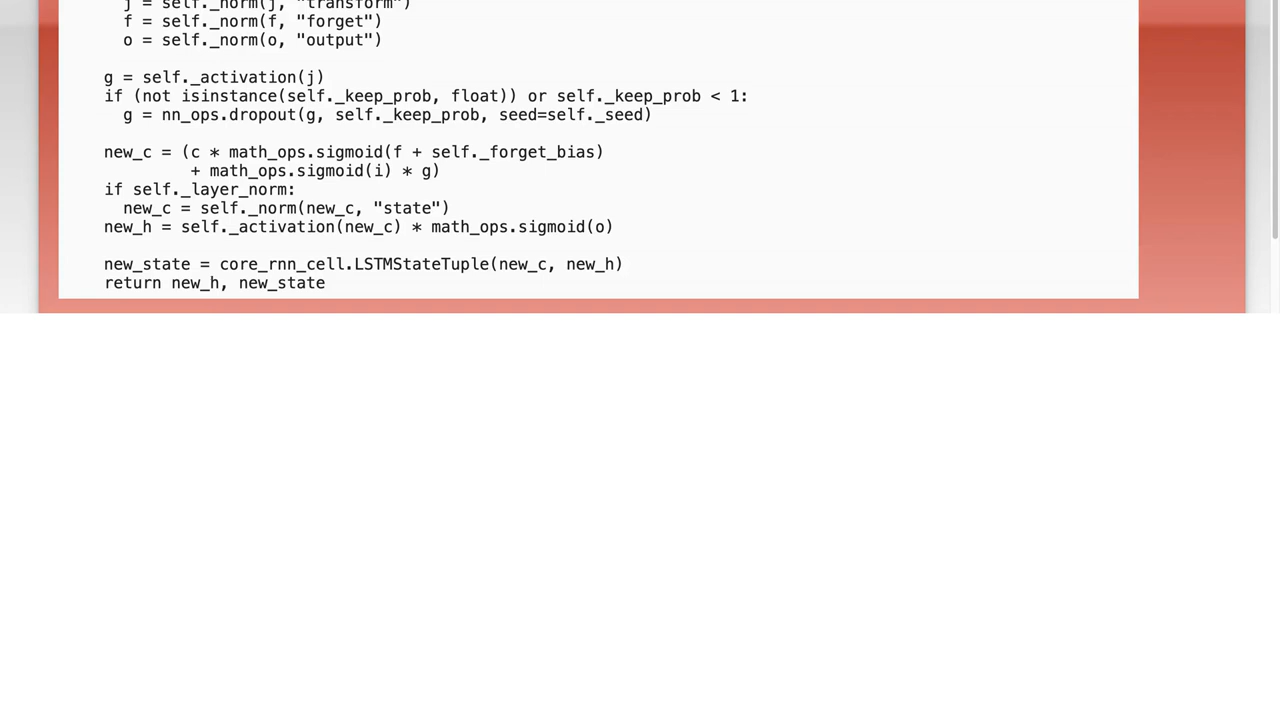 j = self._norm(j, "transform")
f = self._norm(f, "forget")
o = self._norm(o, "output")
g = self._activation(j)
if (not isinstance(self._keep_prob, float)) or self._keep_prob < 1:
g = nn_ops.dropout(g, self._keep_prob, seed=self._seed)
new_c = (c * math_ops.sigmoid(f + self._forget_bias)
+ math_ops.sigmoid(i) * g)
if self._layer_norm:
new_c = self._norm(new_c, "state")
new_h = self._activation(new_c) * math_ops.sigmoid(o)
new_state = core_rnn_cell.LSTMStateTuple(new_c, new_h)
return new_h, new_state